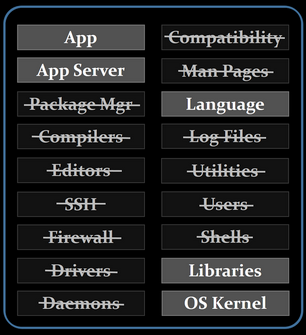 App
App Server
Package Mgr
Compilers
Editors
SSH
Firewall
Drivers
Daemons
Compatibility
Man Pages
Language
Log Files
Utilities
Users
Shells
Libraries
OS Kernel